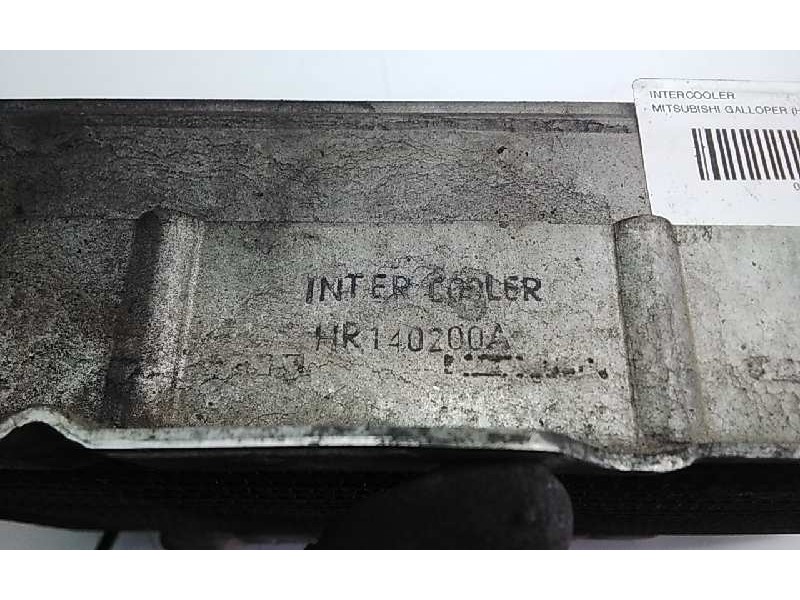 INTERCOOLER
MITSUBISHI GALLOPER
INTER COOLER
HR140200A